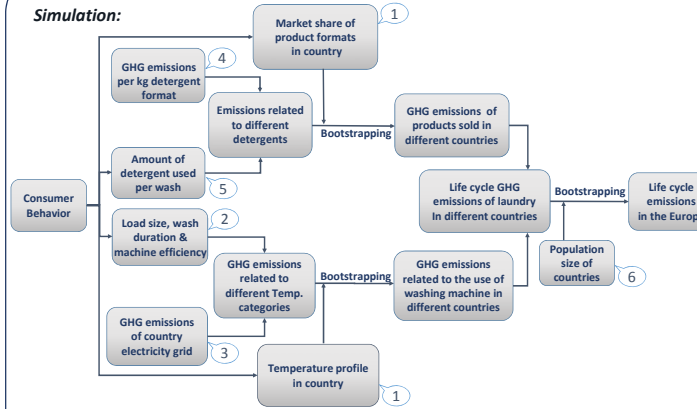 Simulation:
Market share of
product formats
in country
1
GHG emissions
per kg detergent
format
4
Emissions related
to different
detergents
Bootstrapping
GHG emissions of
products sold in
different countries
Amount of
detergent used
per wash
5
Consumer
Behavior
Load size, wash
duration &
machine efficiency
2
Life cycle GHG
emissions of laundry
In different countries
Bootstrapping
Life cycle
emissions
in the Europ
GHG emissions
related to
different Temp.
categories
Bootstrapping
GHG emissions
related to the use of
washing machine in
different countries
Population
size of
countries
6
GHG emissions
of country
electricity grid
3
Temperature profile
in country
1